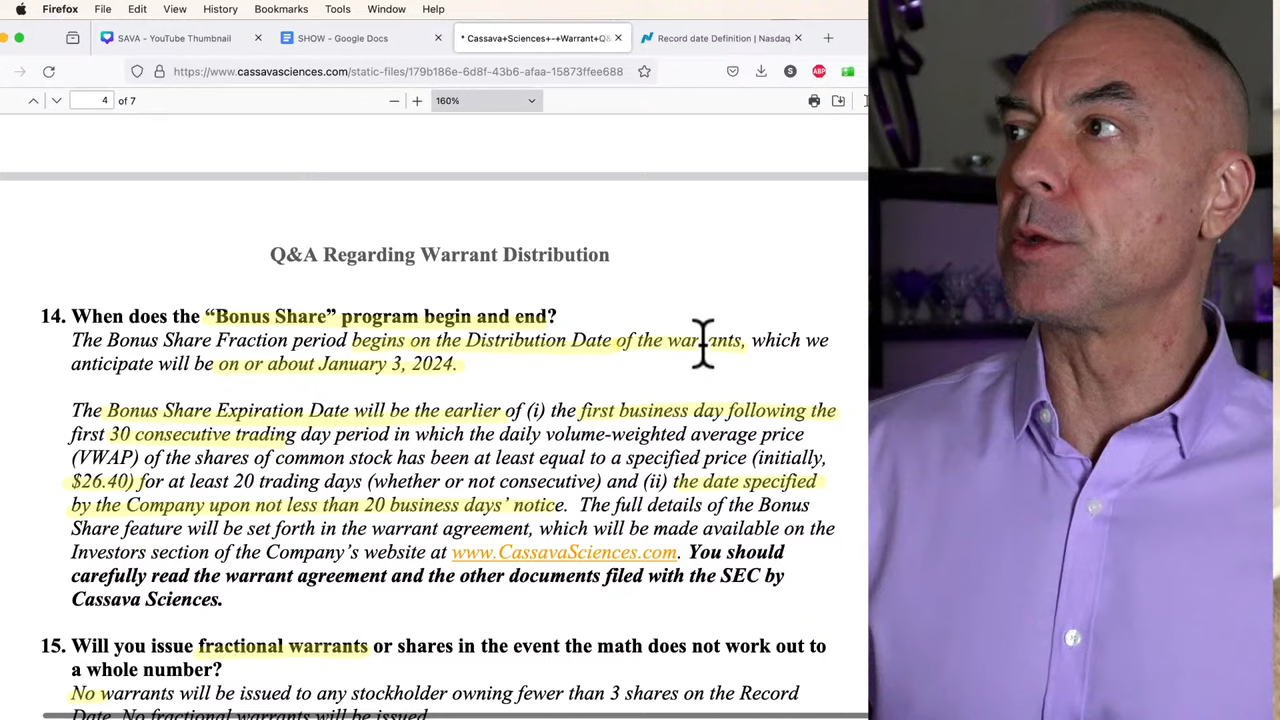 Firefox File Edit View History Bookmarks Tools Window Help
SAVA - YouTube Thumbnail
SHOW - Google Docs
* Cassava+Sciences+-+Warrant+Q&
Record date Definition | Nasdaq
https://www.cassavasciences.com/static-files/179b186e-6d8f-43b6-afaa-15873ffee688
S
ABP
4 of 7
160%
Q&A Regarding Warrant Distribution
14. When does the “Bonus Share” program begin and end?
The Bonus Share Fraction period begins on the Distribution Date of the warrants, which we
anticipate will be on or about January 3, 2024.
The Bonus Share Expiration Date will be the earlier of (i) the first business day following the
first 30 consecutive trading day period in which the daily volume-weighted average price
(VWAP) of the shares of common stock has been at least equal to a specified price (initially,
$26.40) for at least 20 trading days (whether or not consecutive) and (ii) the date specified
by the Company upon not less than 20 business days’ notice. The full details of the Bonus
Share feature will be set forth in the warrant agreement, which will be made available on the
Investors section of the Company’s website at www.CassavaSciences.com. You should
carefully read the warrant agreement and the other documents filed with the SEC by
Cassava Sciences.
15. Will you issue fractional warrants or shares in the event the math does not work out to
a whole number?
No warrants will be issued to any stockholder owning fewer than 3 shares on the Record
Date. No fractional warrants will be issued.